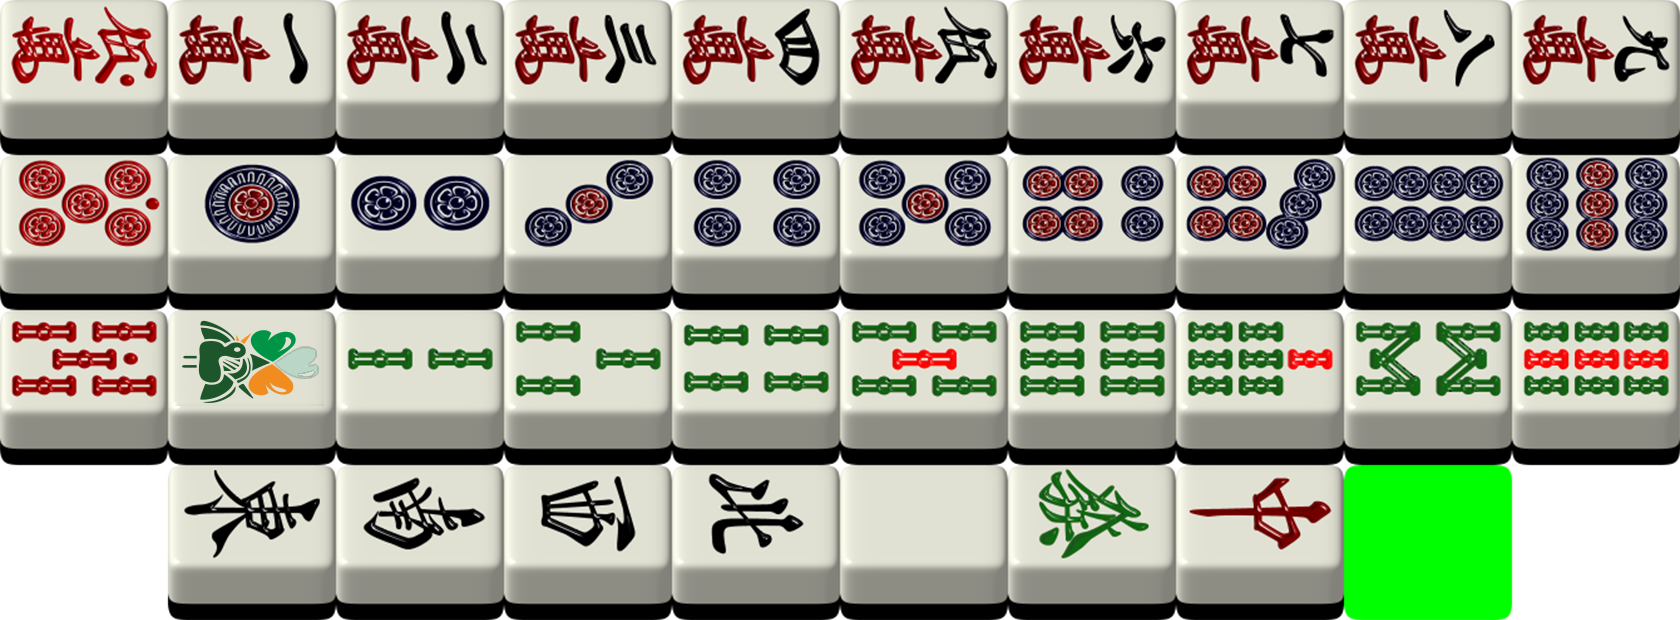 伍萬 一萬 二萬 三萬 四萬 伍萬 六萬 七萬 八萬 九萬
東 南 西 北 發 中